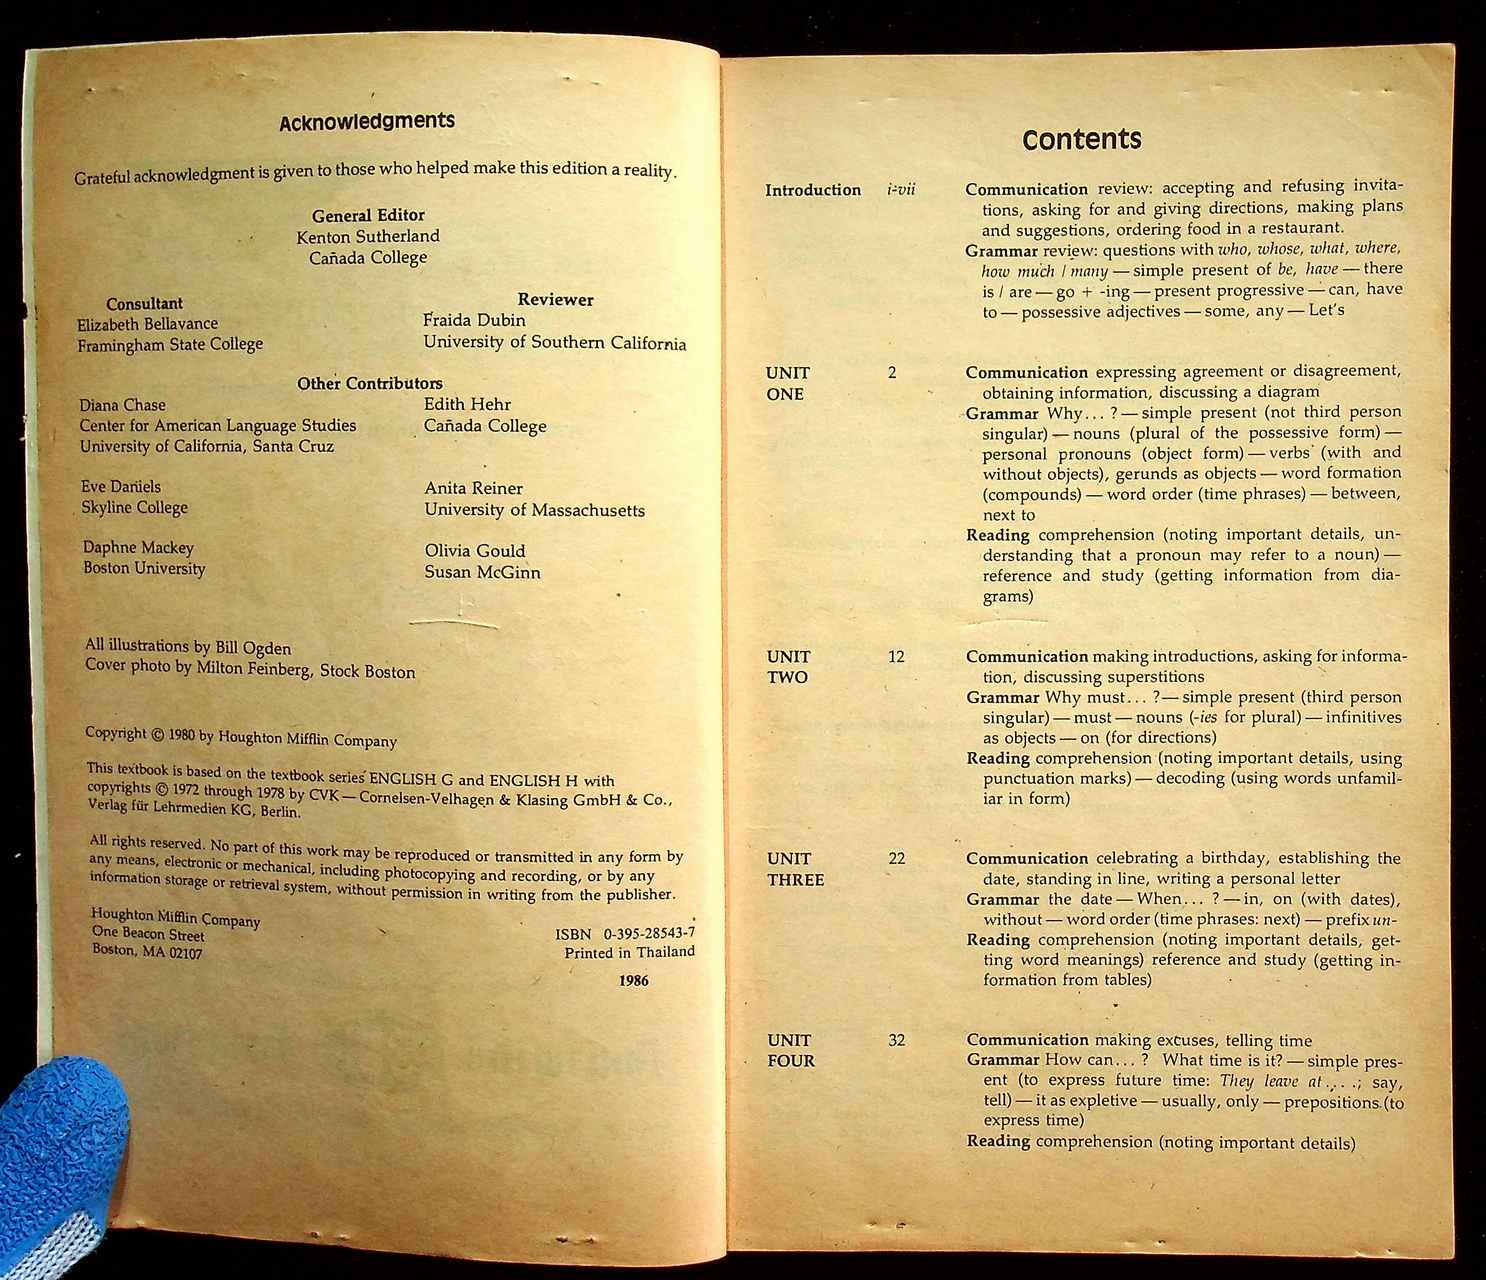 Acknowledgments
Grateful acknowledgment is given to those who helped make this edition a reality.
General Editor
Kenton Sutherland
Cañada College
Consultant
Elizabeth Bellavance
Framingham State College
Reviewer
Fraida Dubin
University of Southern California
Other Contributors
Diana Chase
Center for American Language Studies
University of California, Santa Cruz
Edith Hehr
Cañada College
Eve Daniels
Skyline College
Anita Reiner
University of Massachusetts
Daphne Mackey
Boston University
Olivia Gould
Susan McGinn
All illustrations by Bill Ogden
Cover photo by Milton Feinberg, Stock Boston
Copyright © 1980 by Houghton Mifflin Company
This textbook is based on the textbook series ENGLISH G and ENGLISH H with
copyrights © 1972 through 1978 by CVK — Cornelsen-Velhagen & Klasing GmbH & Co.,
Verlag für Lehrmedien KG, Berlin.
All rights reserved. No part of this work may be reproduced or transmitted in any form by
any means, electronic or mechanical, including photocopying and recording, or by any
information storage or retrieval system, without permission in writing from the publisher.
Houghton Mifflin Company
One Beacon Street
Boston, MA 02107
ISBN 0-395-28543-7
Printed in Thailand
1986
Contents
Introduction i-vii Communication review: accepting and refusing invita-
tions, asking for and giving directions, making plans
and suggestions, ordering food in a restaurant.
Grammar review: questions with who, whose, what, where,
how much / many — simple present of be, have — there
is / are — go + -ing — present progressive — can, have
to — possessive adjectives — some, any — Let's
UNIT 2 Communication expressing agreement or disagreement,
ONE obtaining information, discussing a diagram
Grammar Why... ? — simple present (not third person
singular) — nouns (plural of the possessive form) —
personal pronouns (object form) — verbs (with and
without objects), gerunds as objects — word formation
(compounds) — word order (time phrases) — between,
next to
Reading comprehension (noting important details, un-
derstanding that a pronoun may refer to a noun) —
reference and study (getting information from dia-
grams)
UNIT 12 Communication making introductions, asking for informa-
TWO tion, discussing superstitions
Grammar Why must... ? — simple present (third person
singular) — must — nouns (-ies for plural) — infinitives
as objects — on (for directions)
Reading comprehension (noting important details, using
punctuation marks) — decoding (using words unfamil-
iar in form)
UNIT 22 Communication celebrating a birthday, establishing the
THREE date, standing in line, writing a personal letter
Grammar the date — When... ? — in, on (with dates),
without — word order (time phrases: next) — prefix un-
Reading comprehension (noting important details, get-
ting word meanings) reference and study (getting in-
formation from tables)
UNIT 32 Communication making excuses, telling time
FOUR Grammar How can... ? What time is it? — simple pres-
ent (to express future time: They leave at . . . .; say,
tell) — it as expletive — usually, only — prepositions (to
express time)
Reading comprehension (noting important details)